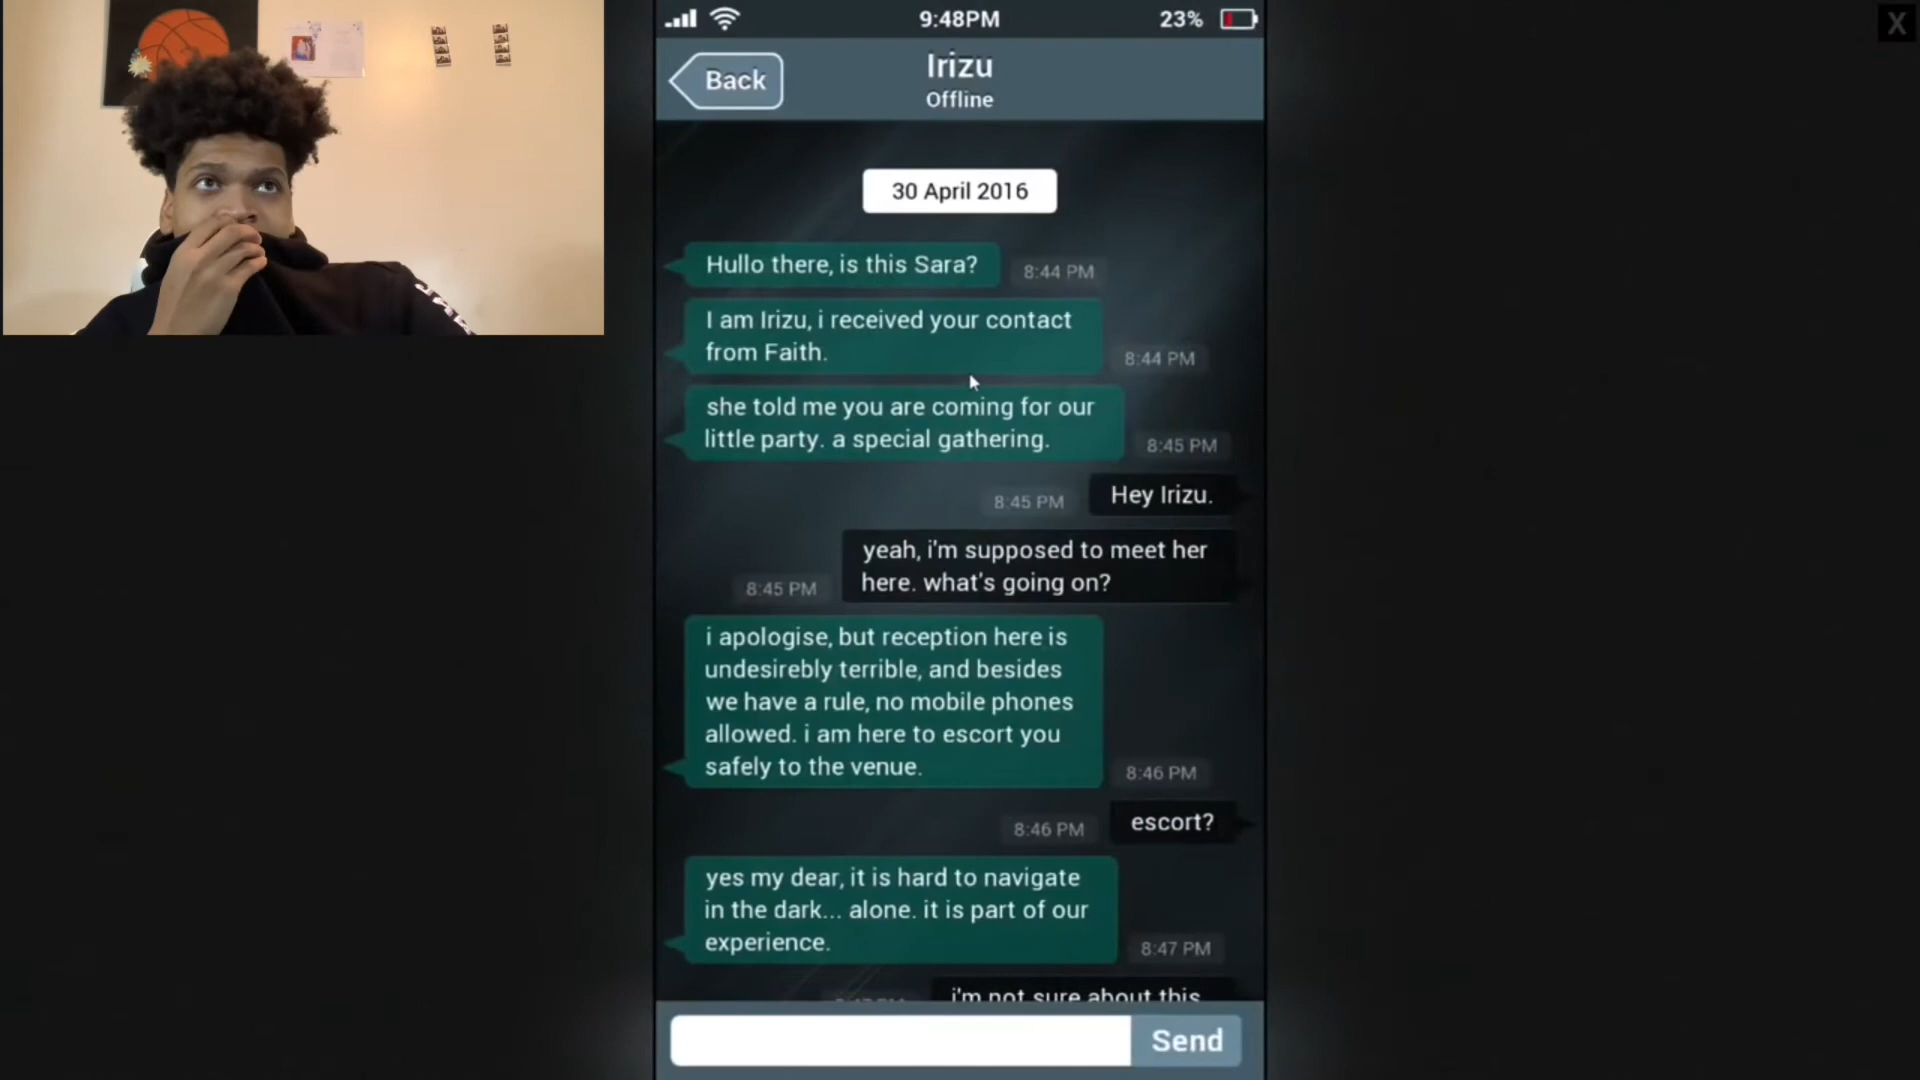 9:48PM
23%
X
Back
Irizu
Offline
30 April 2016
Hullo there, is this Sara?
8:44 PM
I am Irizu, i received your contact
from Faith.
8:44 PM
she told me you are coming for our
little party. a special gathering.
8:45 PM
8:45 PM
Hey Irizu.
yeah, i'm supposed to meet her
here. what's going on?
8:45 PM
i apologise, but reception here is
undesirebly terrible, and besides
we have a rule, no mobile phones
allowed. i am here to escort you
safely to the venue.
8:46 PM
8:46 PM
escort?
yes my dear, it is hard to navigate
in the dark... alone. it is part of our
experience.
8:47 PM
i'm not sure about this
Send